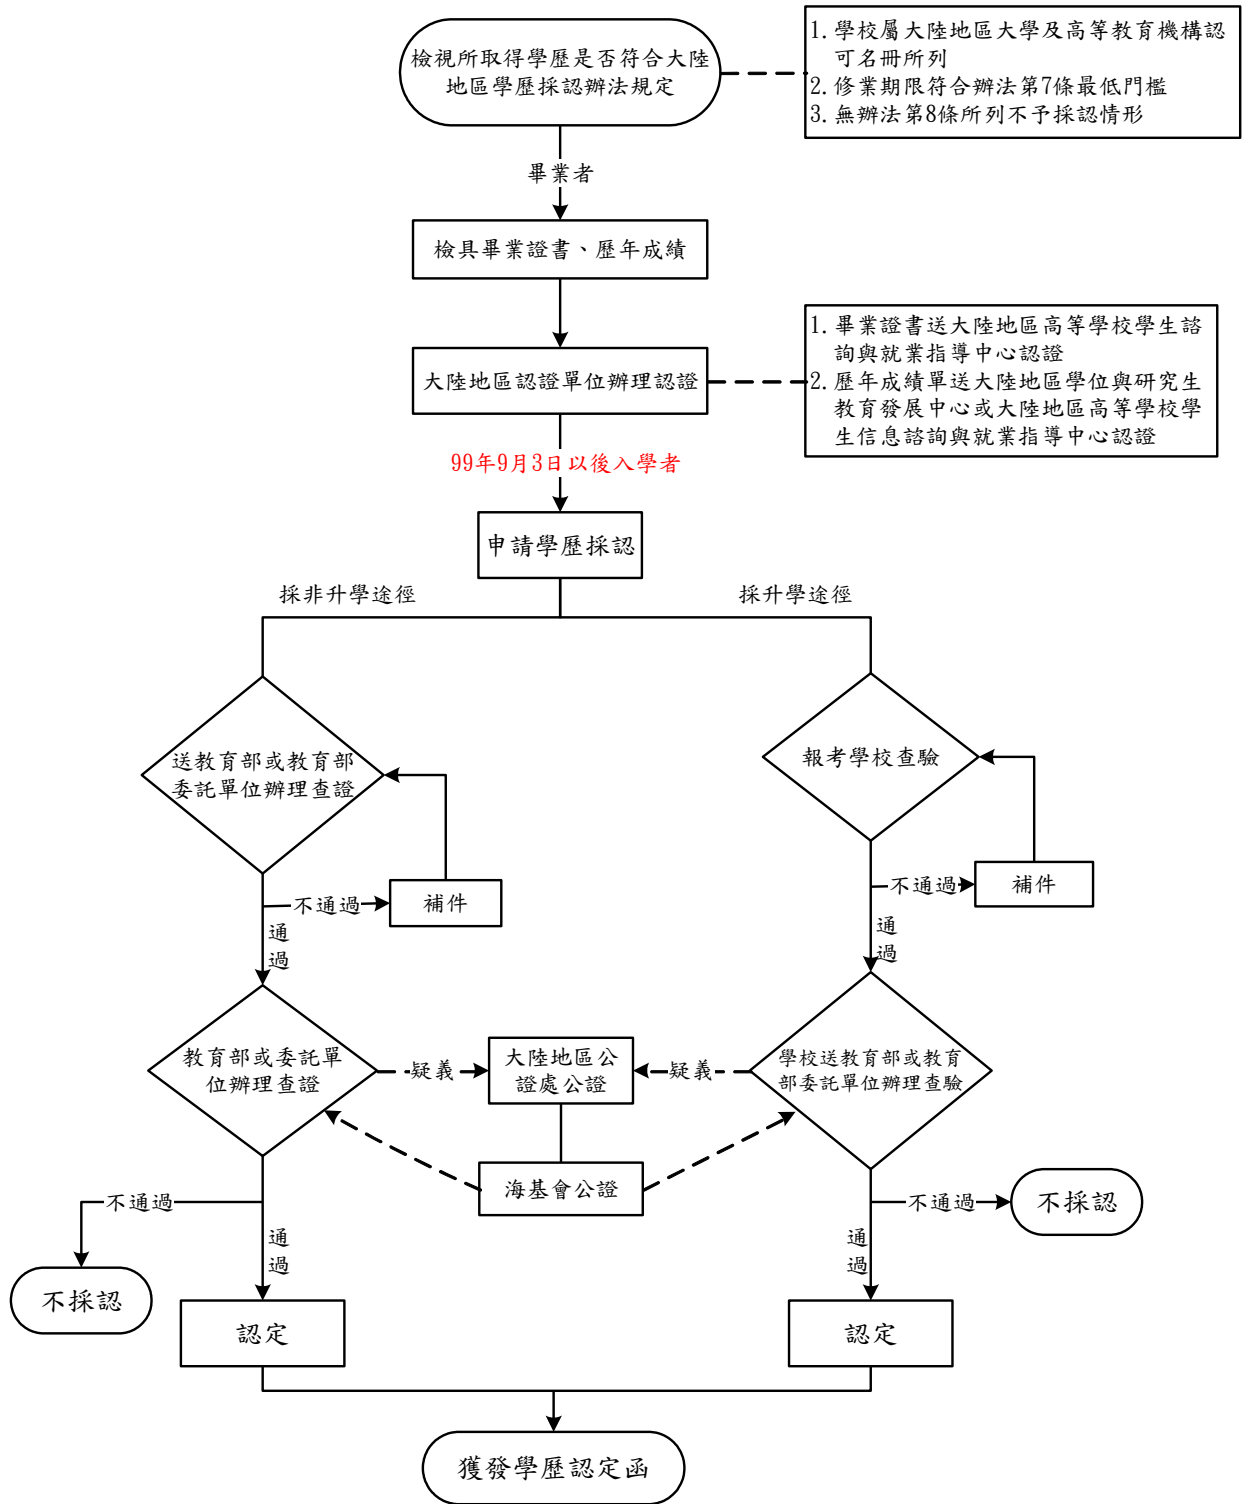 檢視所取得學歷是否符合大陸
地區學歷採認辦法規定
1. 學校屬大陸地區大學及高等教育機構認
可名冊所列
2. 修業期限符合辦法第7條最低門檻
3. 無辦法第8條所列不予採認情形
畢業者
檢具畢業證書、歷年成績
大陸地區認證單位辦理認證
1. 畢業證書送大陸地區高等學校學生諮
詢與就業指導中心認證
2. 歷年成績單送大陸地區學位與研究生
教育發展中心或大陸地區高等學校學
生信息諮詢與就業指導中心認證
99年9月3日以後入學者
申請學歷採認
採非升學途徑
採升學途徑
送教育部或教育部
委託單位辦理查證
報考學校查驗
不通過
補件
不通過
補件
通
過
通
過
教育部或委託單
位辦理查證
疑義
大陸地區公
證處公證
疑義
學校送教育部或教育
部委託單位辦理查驗
海基會公證
不通過
不通過
不採認
通
過
通
過
不採認
認定
認定
獲發學歷認定函